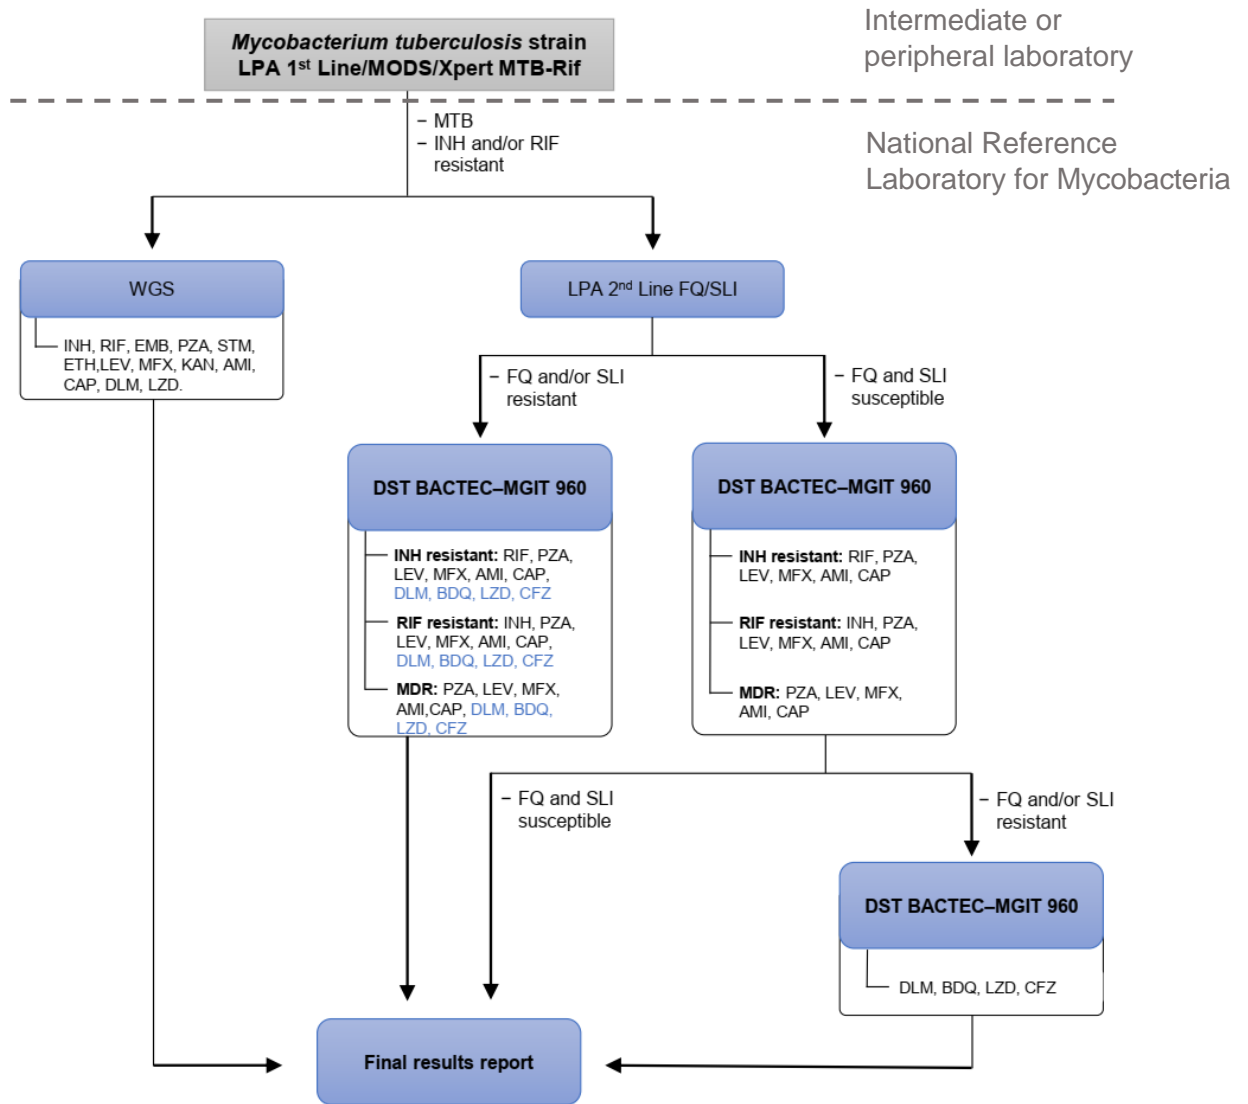 Intermediate or
peripheral laboratory
Mycobacterium tuberculosis strain
LPA 1st Line/MODS/Xpert MTB-Rif
National Reference
Laboratory for Mycobacteria
− MTB
− INH and/or RIF
resistant
WGS
INH, RIF, EMB, PZA, STM,
ETH,LEV, MFX, KAN, AMI,
CAP, DLM, LZD.
LPA 2nd Line FQ/SLI
− FQ and/or SLI
resistant
− FQ and SLI
susceptible
DST BACTEC–MGIT 960
INH resistant: RIF, PZA,
LEV, MFX, AMI, CAP,
DLM, BDQ, LZD, CFZ
RIF resistant: INH, PZA,
LEV, MFX, AMI, CAP,
DLM, BDQ, LZD, CFZ
MDR: PZA, LEV, MFX,
AMI,CAP, DLM, BDQ,
LZD, CFZ
DST BACTEC–MGIT 960
INH resistant: RIF, PZA,
LEV, MFX, AMI, CAP
RIF resistant: INH, PZA,
LEV, MFX, AMI, CAP
MDR: PZA, LEV, MFX,
AMI, CAP
− FQ and SLI
susceptible
− FQ and/or SLI
resistant
DST BACTEC–MGIT 960
DLM, BDQ, LZD, CFZ
Final results report